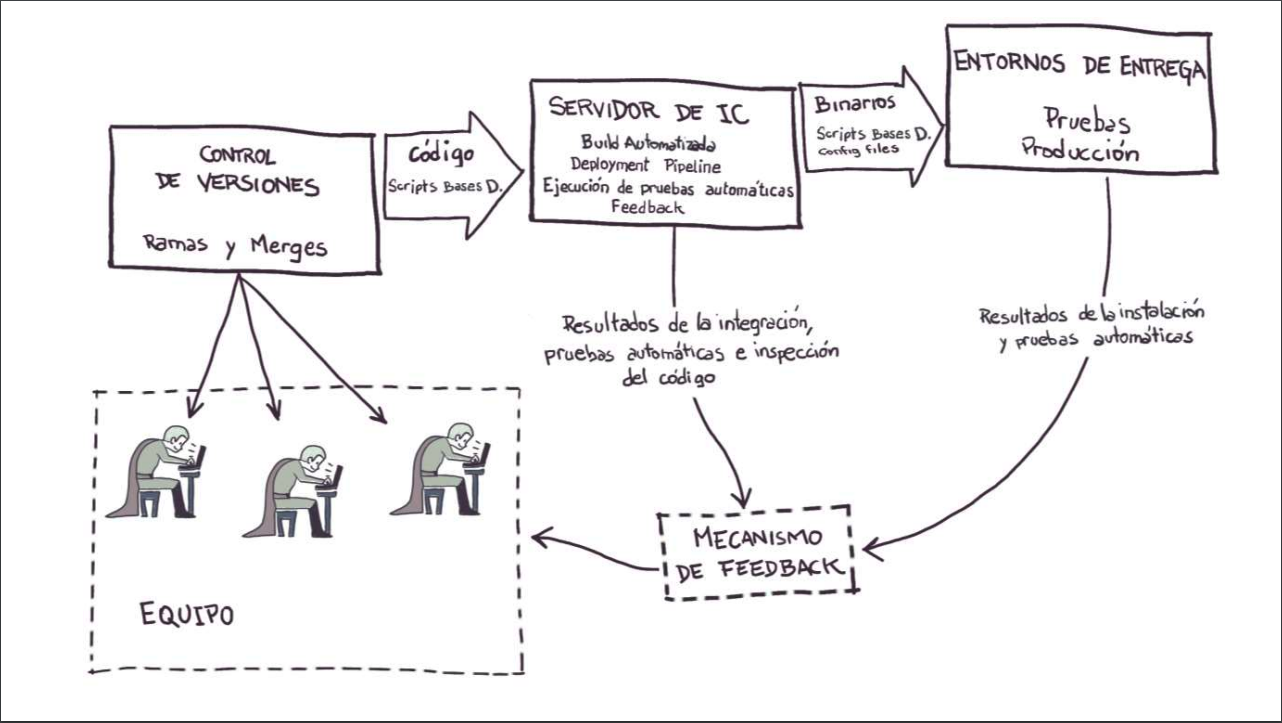 CONTROL
DE VERSIONES
Ramas y Merges
Código
Scripts Bases D.
SERVIDOR DE IC
Build Automatizada
Deployment Pipeline
Ejecución de pruebas automáticas
Feedback
Binarios
Scripts Bases D.
Config files
ENTORNOS DE ENTREGA
Pruebas
Producción
Resultados de la integración,
pruebas automáticas e inspección
del código
Resultados de la instalación
y pruebas automáticas
MECANISMO
DE FEEDBACK
EQUIPO